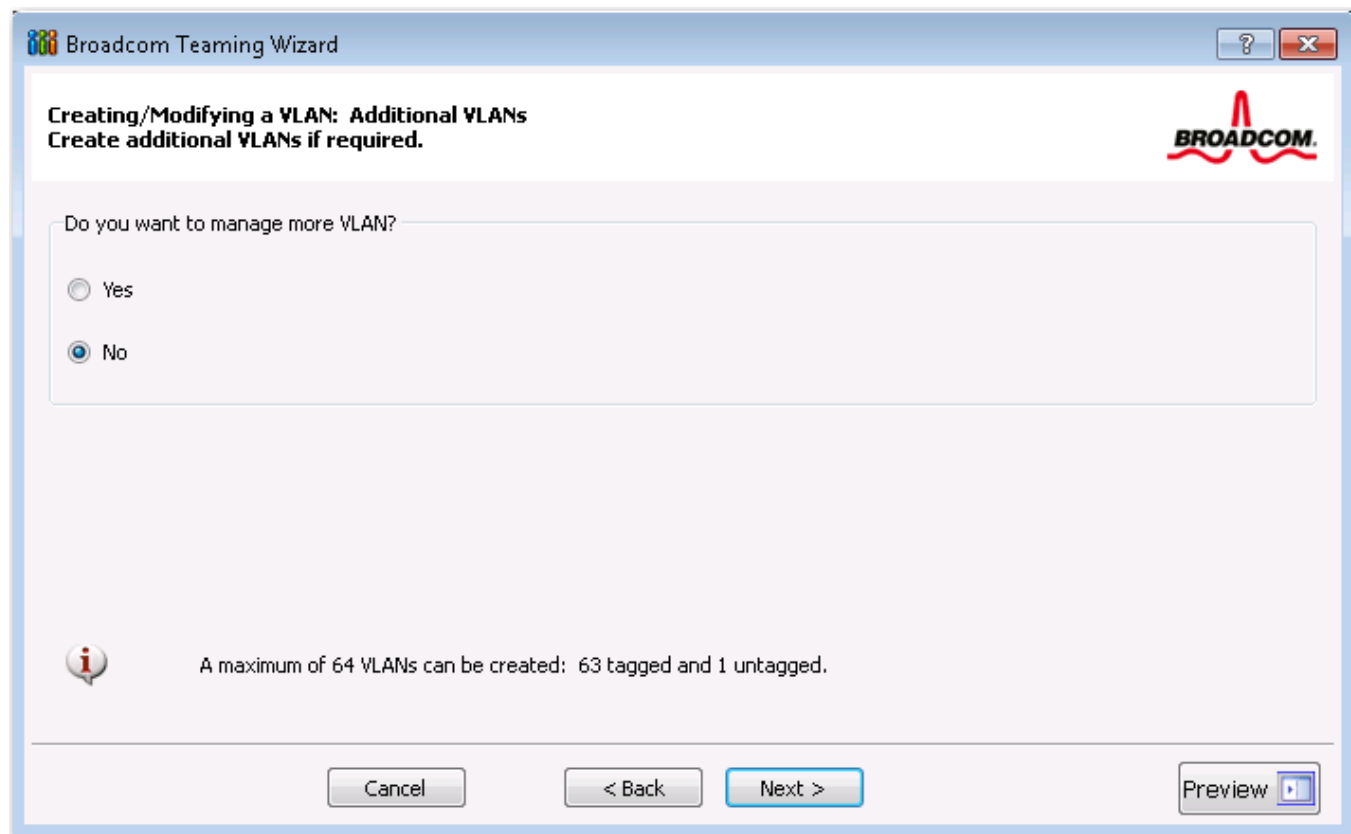 Broadcom Teaming Wizard
?
Creating/Modifying a VLAN: Additional VLANs
Create additional VLANs if required.
BROADCOM.
Do you want to manage more VLAN?
Yes
No
A maximum of 64 VLANs can be created: 63 tagged and 1 untagged.
Cancel
< Back
Next >
Preview